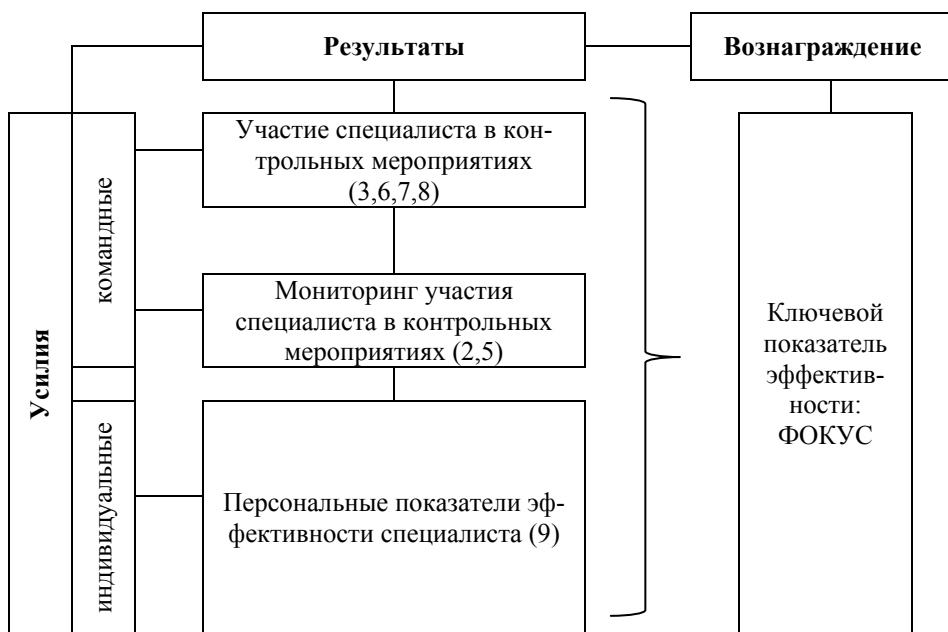 Результаты
Вознаграждение
Усилия
командные
Участие специалиста в кон-
трольных мероприятиях
(3,6,7,8)
Мониторинг участия
специалиста в контрольных
мероприятиях (2,5)
индивидуальные
Персональные показатели эф-
фективности специалиста (9)
Ключевой
показатель
эффектив-
ности:
ФОКУС